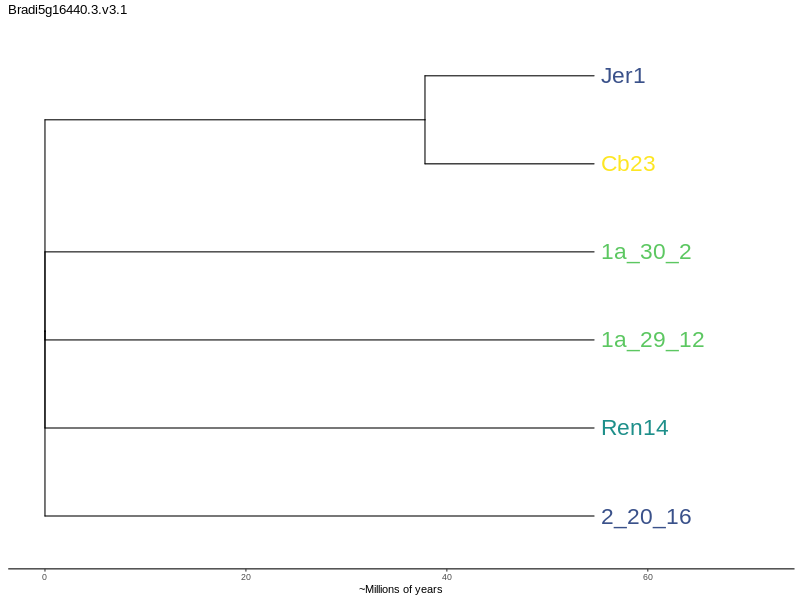 Bradi5g16440.3.v3.1
Jer1
Cb23
1a_30_2
1a_29_12
Ren14
2_20_16
0 20 40 60
~Millions of years